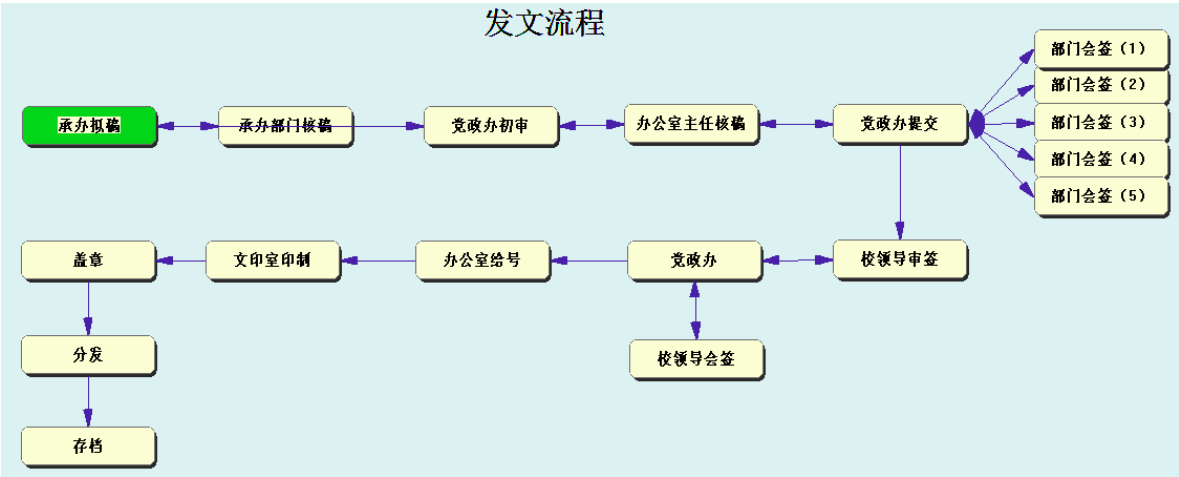 发文流程
部门会签（1）
部门会签（2）
承办拟稿
承办部门核稿
党政办初审
办公室主任核稿
党政办提交
部门会签（3）
部门会签（4）
部门会签（5）
盖章
文印室印制
办公室给号
党政办
校领导审签
分发
校领导会签
存档